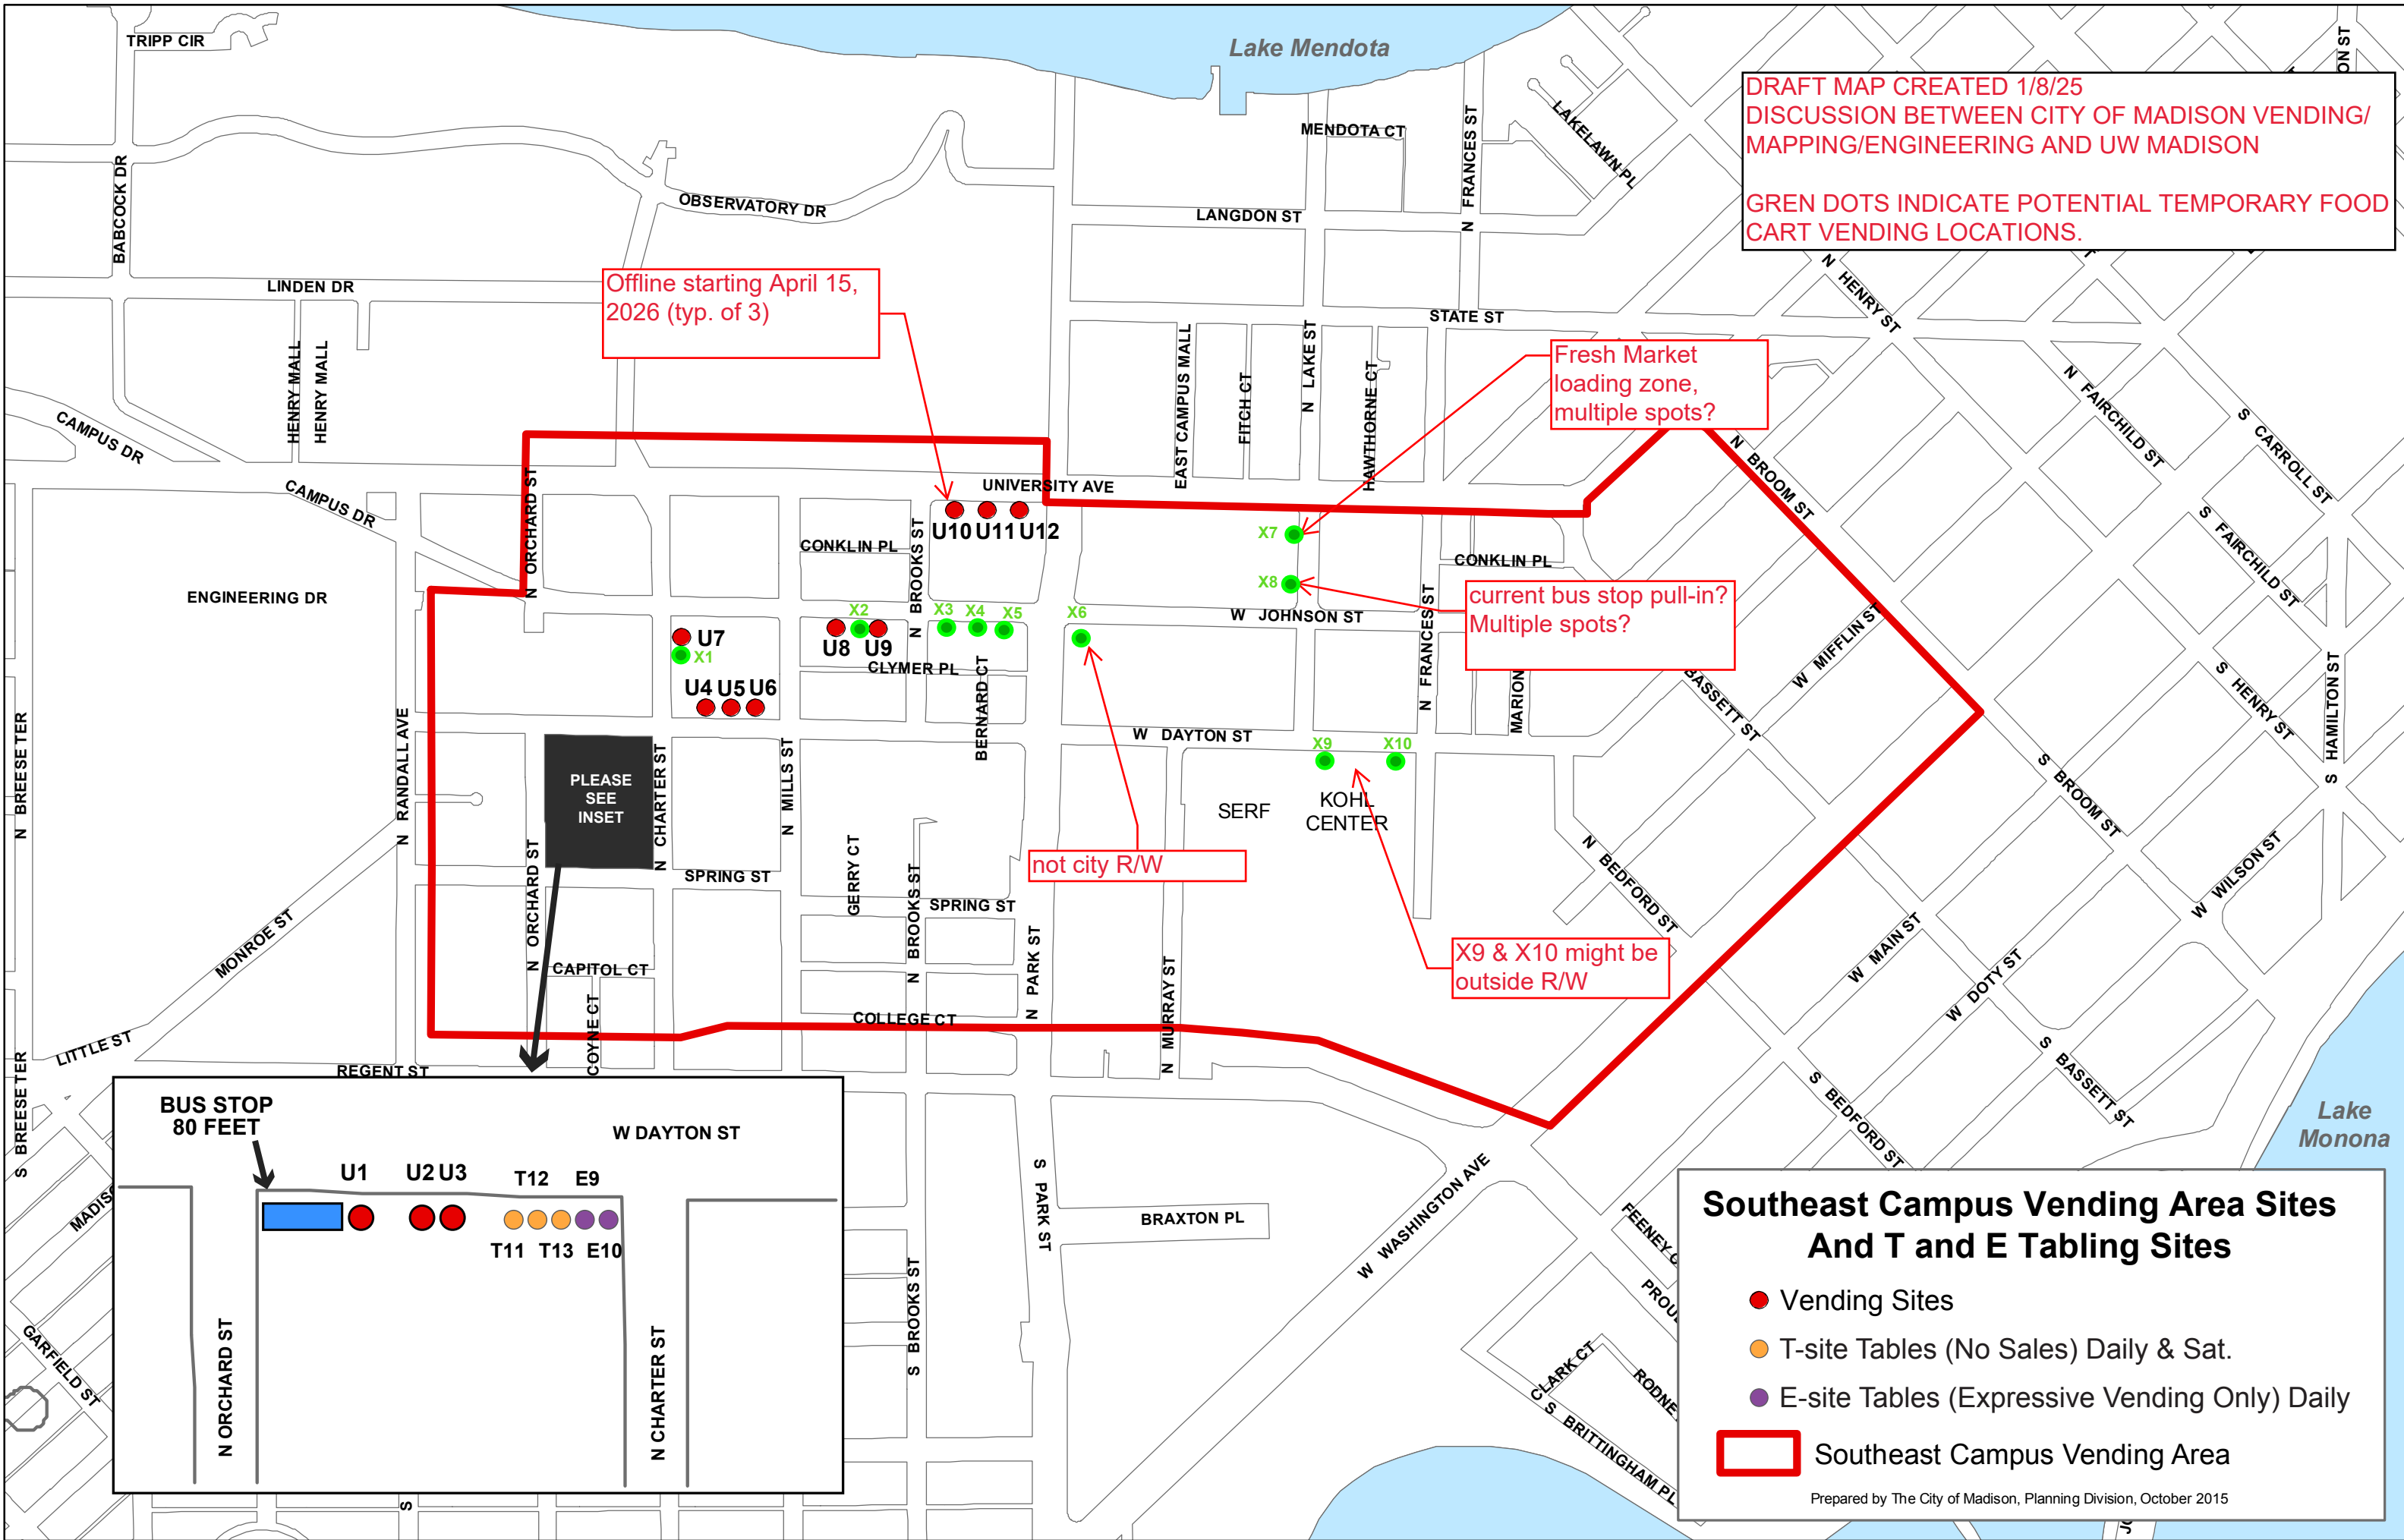 TRIPP CIR
Lake Mendota
DRAFT MAP CREATED 1/8/25
DISCUSSION BETWEEN CITY OF MADISON VENDING/
MAPPING/ENGINEERING AND UW MADISON
GREN DOTS INDICATE POTENTIAL TEMPORARY FOOD
CART VENDING LOCATIONS.
MENDOTA CT
LAKELAWN PL
N FRANCES ST
BABCOCK DR
OBSERVATORY DR
LANGDON ST
LINDEN DR
Offline starting April 15,
2026 (typ. of 3)
N HENRY ST
STATE ST
HENRY MALL
HENRY MALL
EAST CAMPUS MALL
FITCH CT
N LAKE ST
HAWTHORNE CT
Fresh Market
loading zone,
multiple spots?
N FAIRCHILD ST
S CARROLL ST
CAMPUS DR
CAMPUS DR
N ORCHARD ST
UNIVERSITY AVE
N BROOM ST
S FAIRCHILD ST
U10 U11 U12
CONKLIN PL
N BROOKS ST
X7
CONKLIN PL
ENGINEERING DR
X8
current bus stop pull-in?
Multiple spots?
X2
X3 X4 X5
X6
W JOHNSON ST
U7
X1
U8 U9
CLYMER PL
BERNARD CT
N FRANCES ST
MARION
W MIFFLIN ST
BASSETT ST
S HENRY ST
S HAMILTON ST
U4 U5 U6
N BREESE TER
N RANDALL AVE
W DAYTON ST
X9
X10
PLEASE
SEE
INSET
N CHARTER ST
N MILLS ST
SERF
KOHL
CENTER
S BROOM ST
not city R/W
N ORCHARD ST
SPRING ST
GERRY CT
N BROOKS ST
SPRING ST
N BEDFORD ST
W WILSON ST
MONROE ST
CAPITOL CT
N PARK ST
N MURRAY ST
X9 & X10 might be
outside R/W
W MAIN ST
W DOTY ST
COYNE CT
COLLEGE CT
LITTLE ST
REGENT ST
S BREESE TER
S BASSETT ST
S BEDFORD ST
Lake
Monona
BUS STOP
80 FEET
W DAYTON ST
U1
U2 U3
T12
E9
T11
T13
E10
N ORCHARD ST
N CHARTER ST
GARFIELD ST
S BROOKS ST
S PARK ST
BRAXTON PL
W WASHINGTON AVE
CLARK CT
S BRITTINGHAM PL
Southeast Campus Vending Area Sites
And T and E Tabling Sites
Vending Sites
T-site Tables (No Sales) Daily & Sat.
E-site Tables (Expressive Vending Only) Daily
Southeast Campus Vending Area
Prepared by The City of Madison, Planning Division, October 2015